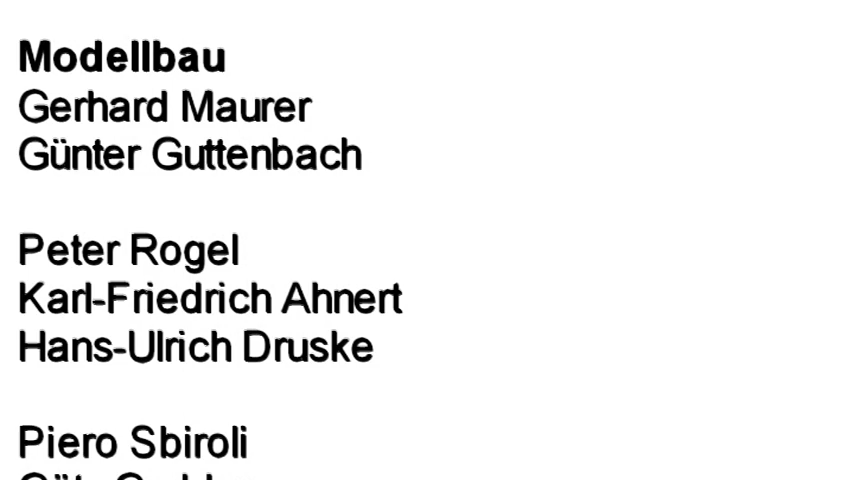 Modellbau
Gerhard Maurer
Günter Guttenbach
Peter Rogel
Karl-Friedrich Ahnert
Hans-Ulrich Druske
Piero Sbiroli